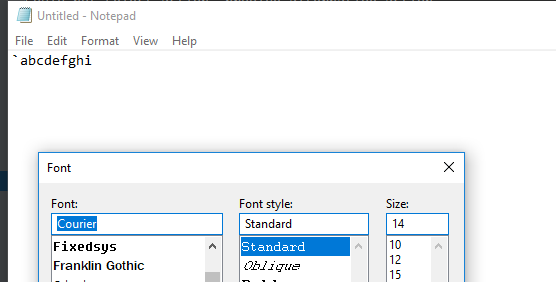 Untitled - Notepad
File Edit Format View Help
`abcdefghi
Font
Font: Font style: Size:
Courier Standard 14
Fixedsys Standard 10
Franklin Gothic Oblique 12
15